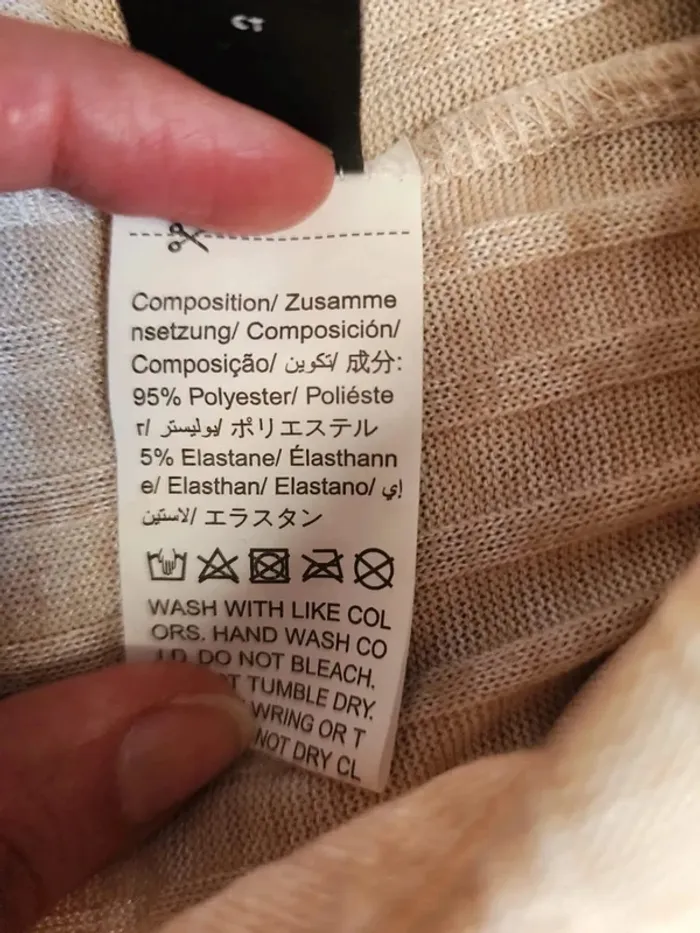 CT
Composition/ Zusamme
nsetzung/ Composición/
Composição/ تكوين/ 成分:
95% Polyester/ Poliéste
r/ بوليستر/ ポリエステル
5% Elastane/ Élasthann
e/ Elasthan/ Elastano/ إي
لاستين/ エラスタン
WASH WITH LIKE COL
ORS. HAND WASH CO
LD. DO NOT BLEACH.
T TUMBLE DRY.
WRING OR T
NOT DRY CL